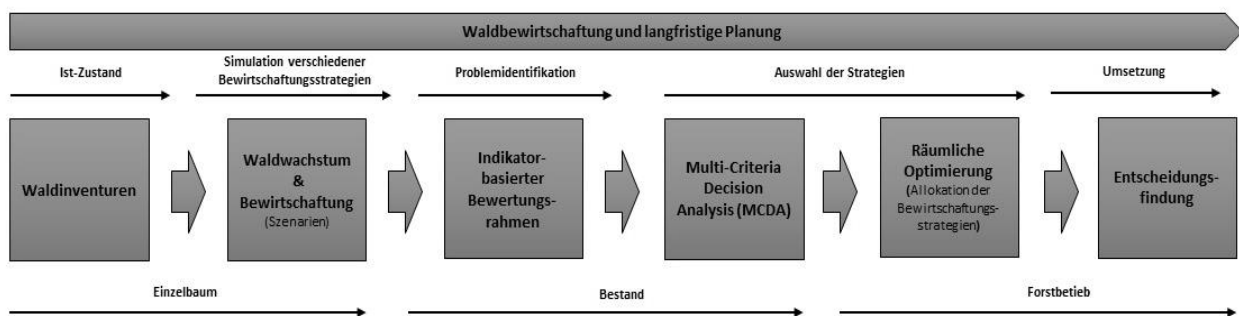 Waldbewirtschaftung und langfristige Planung
Ist-Zustand
Simulation verschiedener
Bewirtschaftungsstrategien
Problemidentifikation
Auswahl der Strategien
Umsetzung
Waldinventuren
Waldwachstum
&
Bewirtschaftung
(Szenarien)
Indikator-
basierter
Bewertungs-
rahmen
Multi-Criteria
Decision
Analysis (MCDA)
Räumliche
Optimierung
(Allokation der
Bewirtschaftungs-
strategien)
Entscheidungs-
findung
Einzelbaum
Bestand
Forstbetrieb